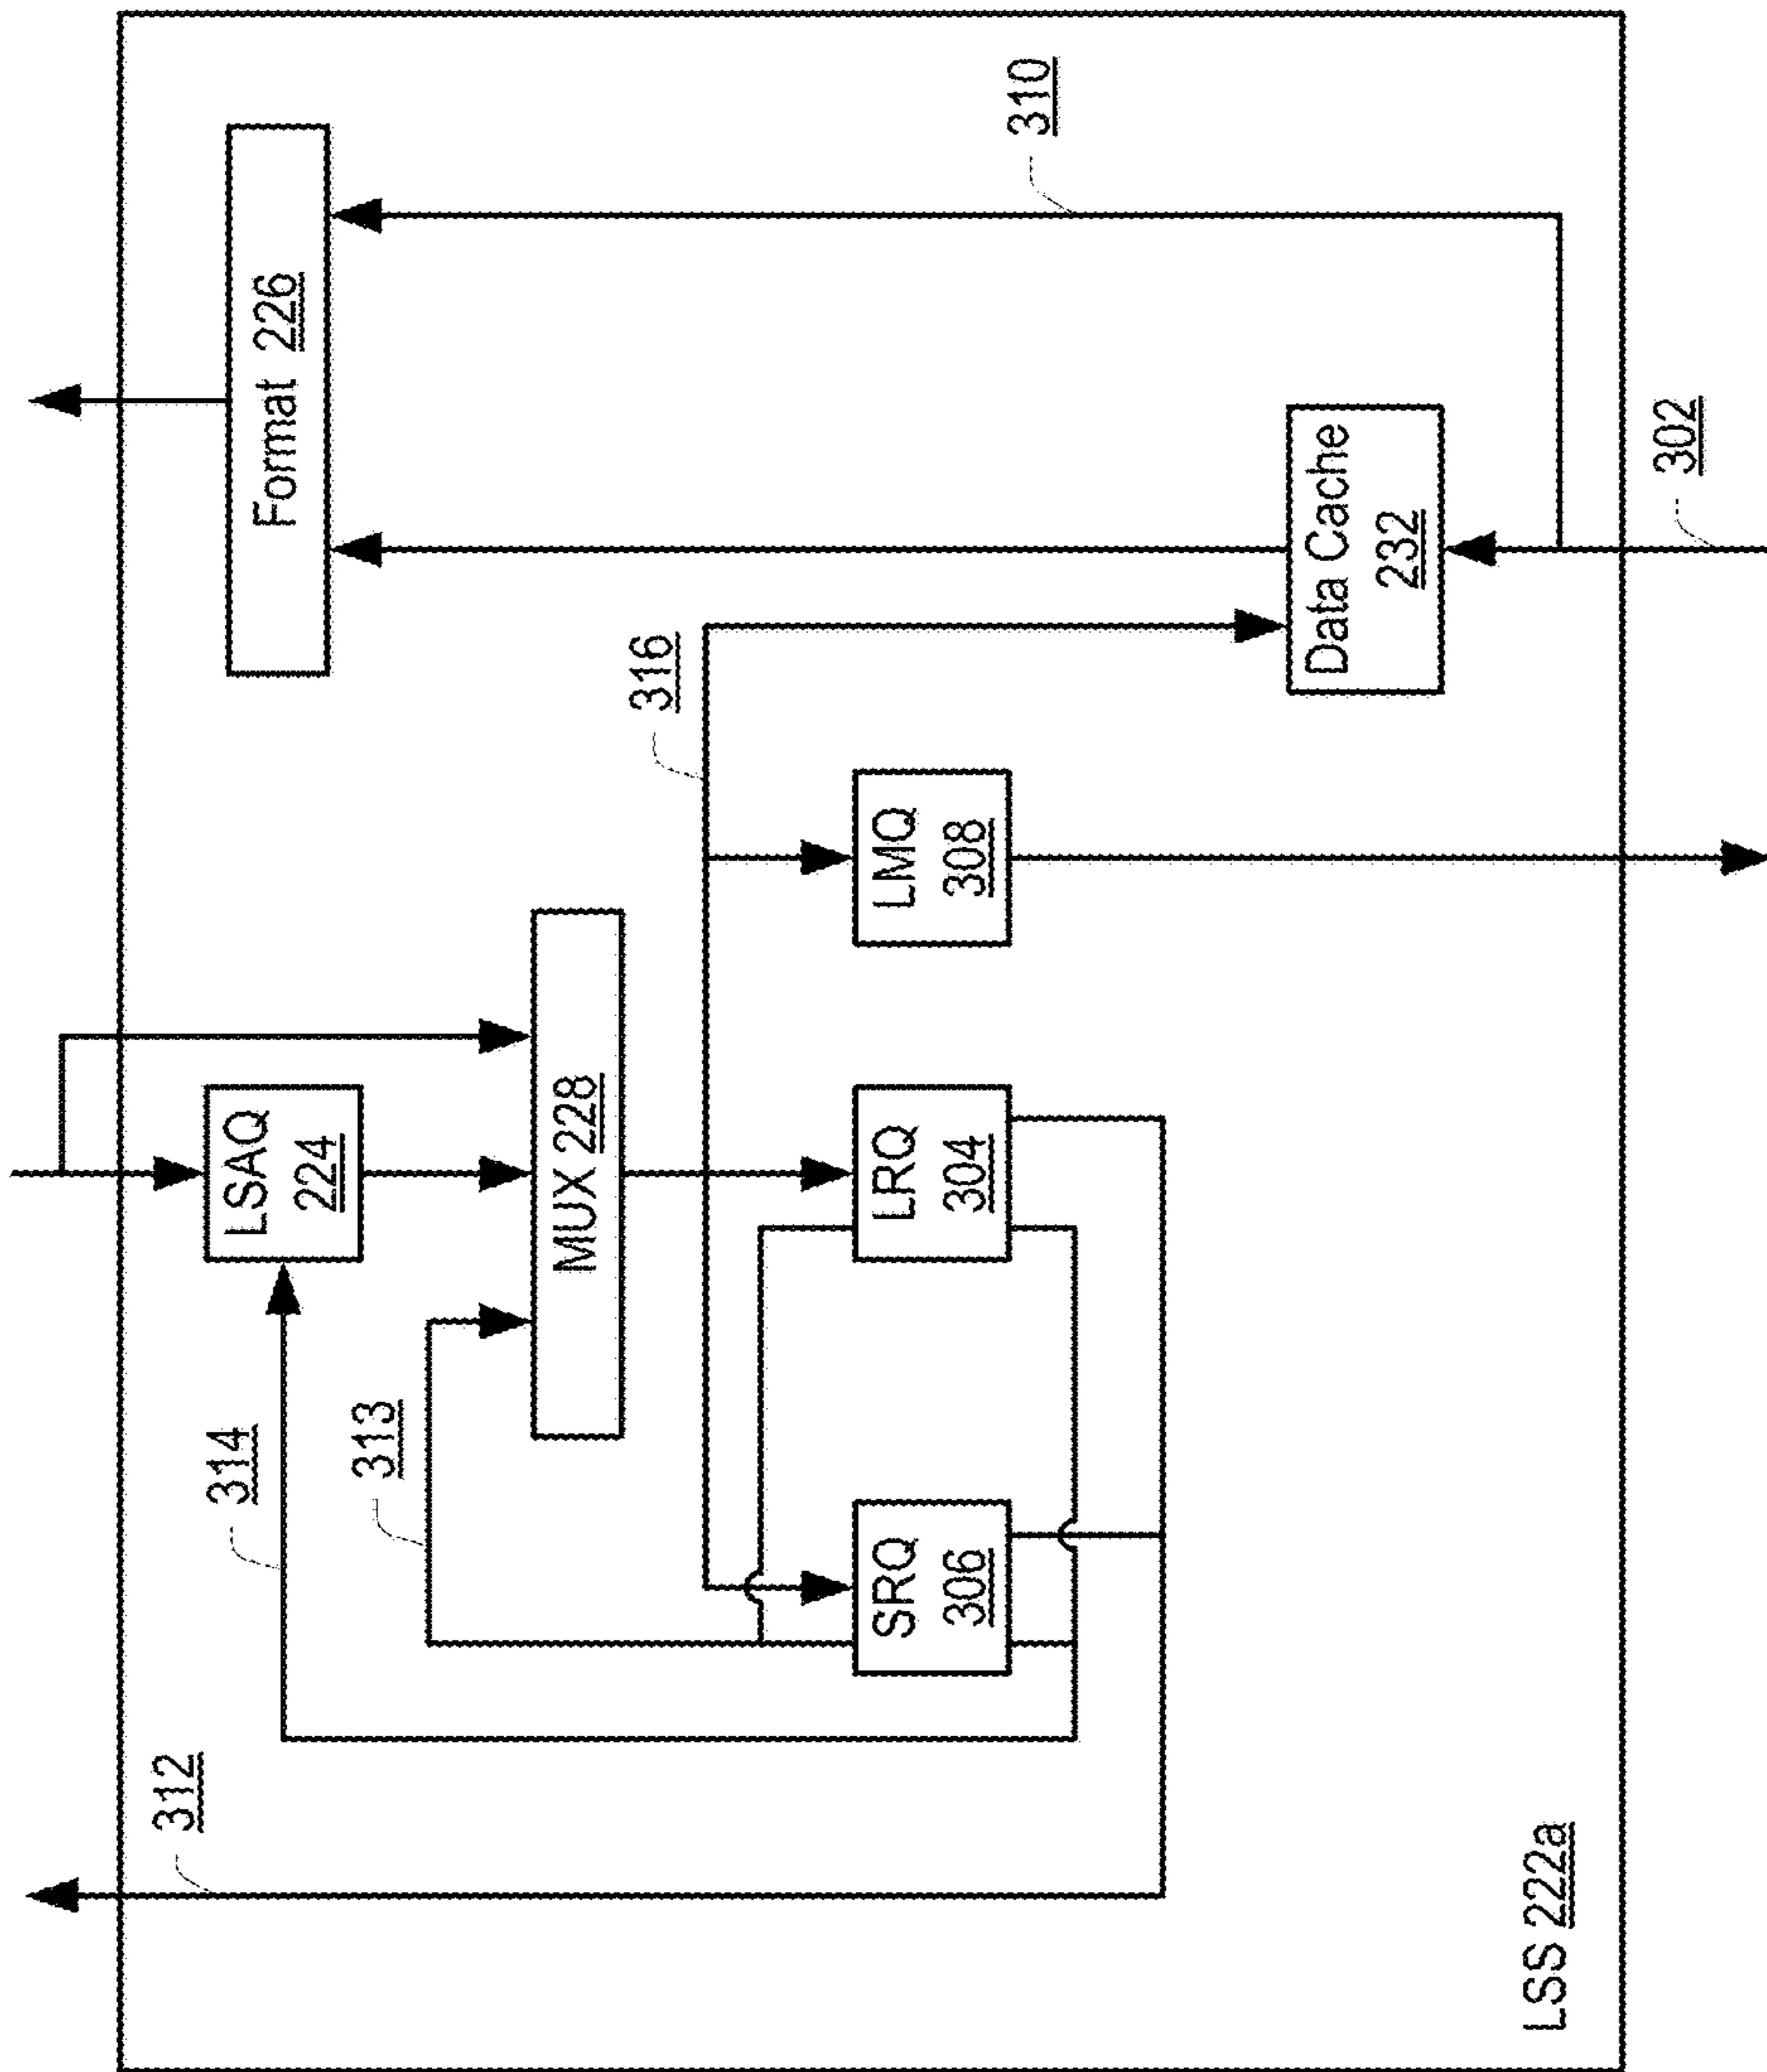 312
314
313
LSAQ
224
MUX 228
316
Format 226
310
SRQ
306
LRQ
304
LMQ
308
Data Cache
232
302
LSS 222a